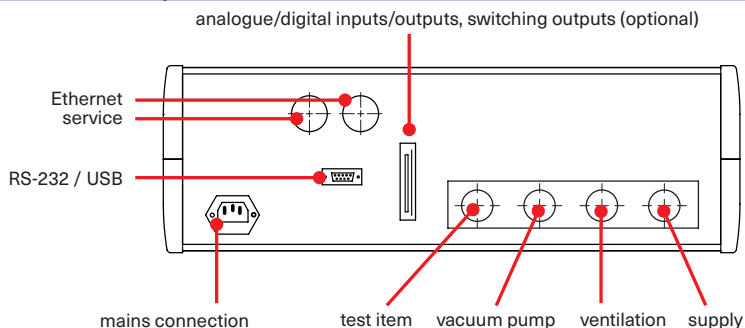 analogue/digital inputs/outputs, switching outputs (optional)
Ethernet
service
RS-232 / USB
mains connection
test item
vacuum pump
ventilation
supply